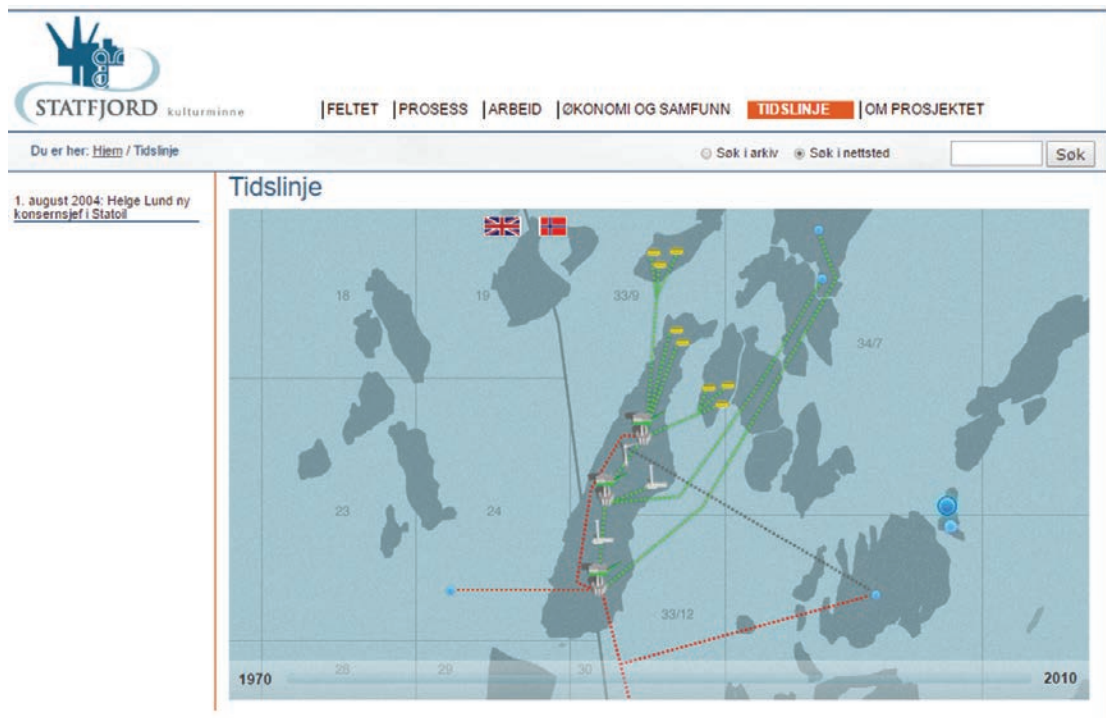 STATFJORD kulturminne
FELTET PROSESS ARBEID ØKONOMI OG SAMFUNN TIDSLINJE OM PROSJEKTET
Du er her: Hjem / Tidslinje
Søk i arkiv Søk i nettsted Søk
1. august 2004: Helge Lund ny
konsernsjef i Statoil
Tidslinje
18 19 33/9
34/7
23 24
33/12
28 29 30
1970 2010